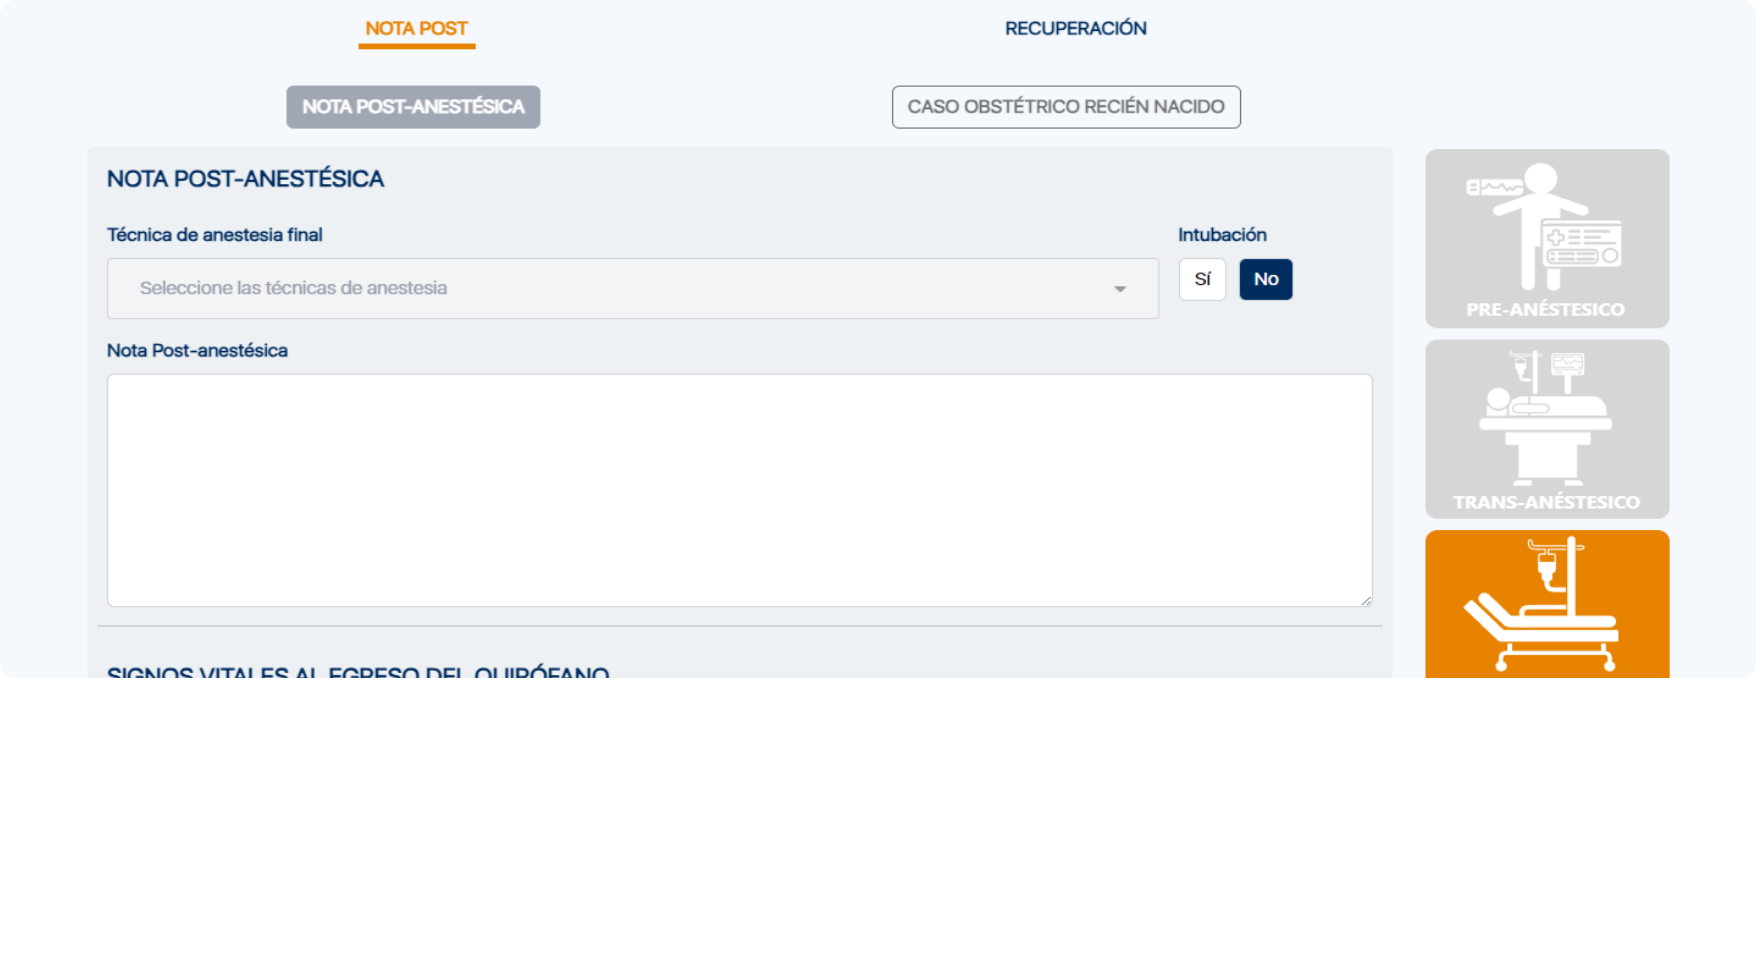 NOTA POST
RECUPERACIÓN
NOTA POST-ANESTÉSICA
CASO OBSTÉTRICO RECIÉN NACIDO
NOTA POST-ANESTÉSICA
Técnica de anestesia final
Intubación
Seleccione las técnicas de anestesia
Sí
No
Nota Post-anestésica
SIGNOS VITALES AL EGRESO DEL QUIRÓFANO
PRE-ANÉSTESICO
TRANS-ANÉSTESICO